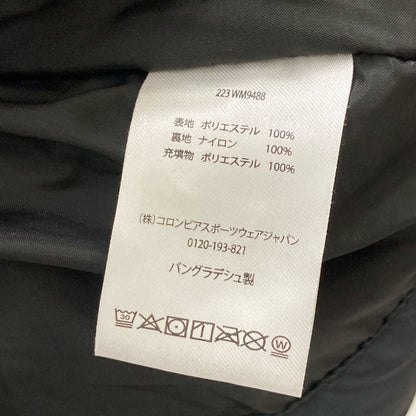 223 WM9488
表地 ポリエステル 100%
裏地 ナイロン 100%
充填物 ポリエステル 100%
(株)コロンビアスポーツウェアジャパン
0120-193-821
バングラデシュ製
30
W